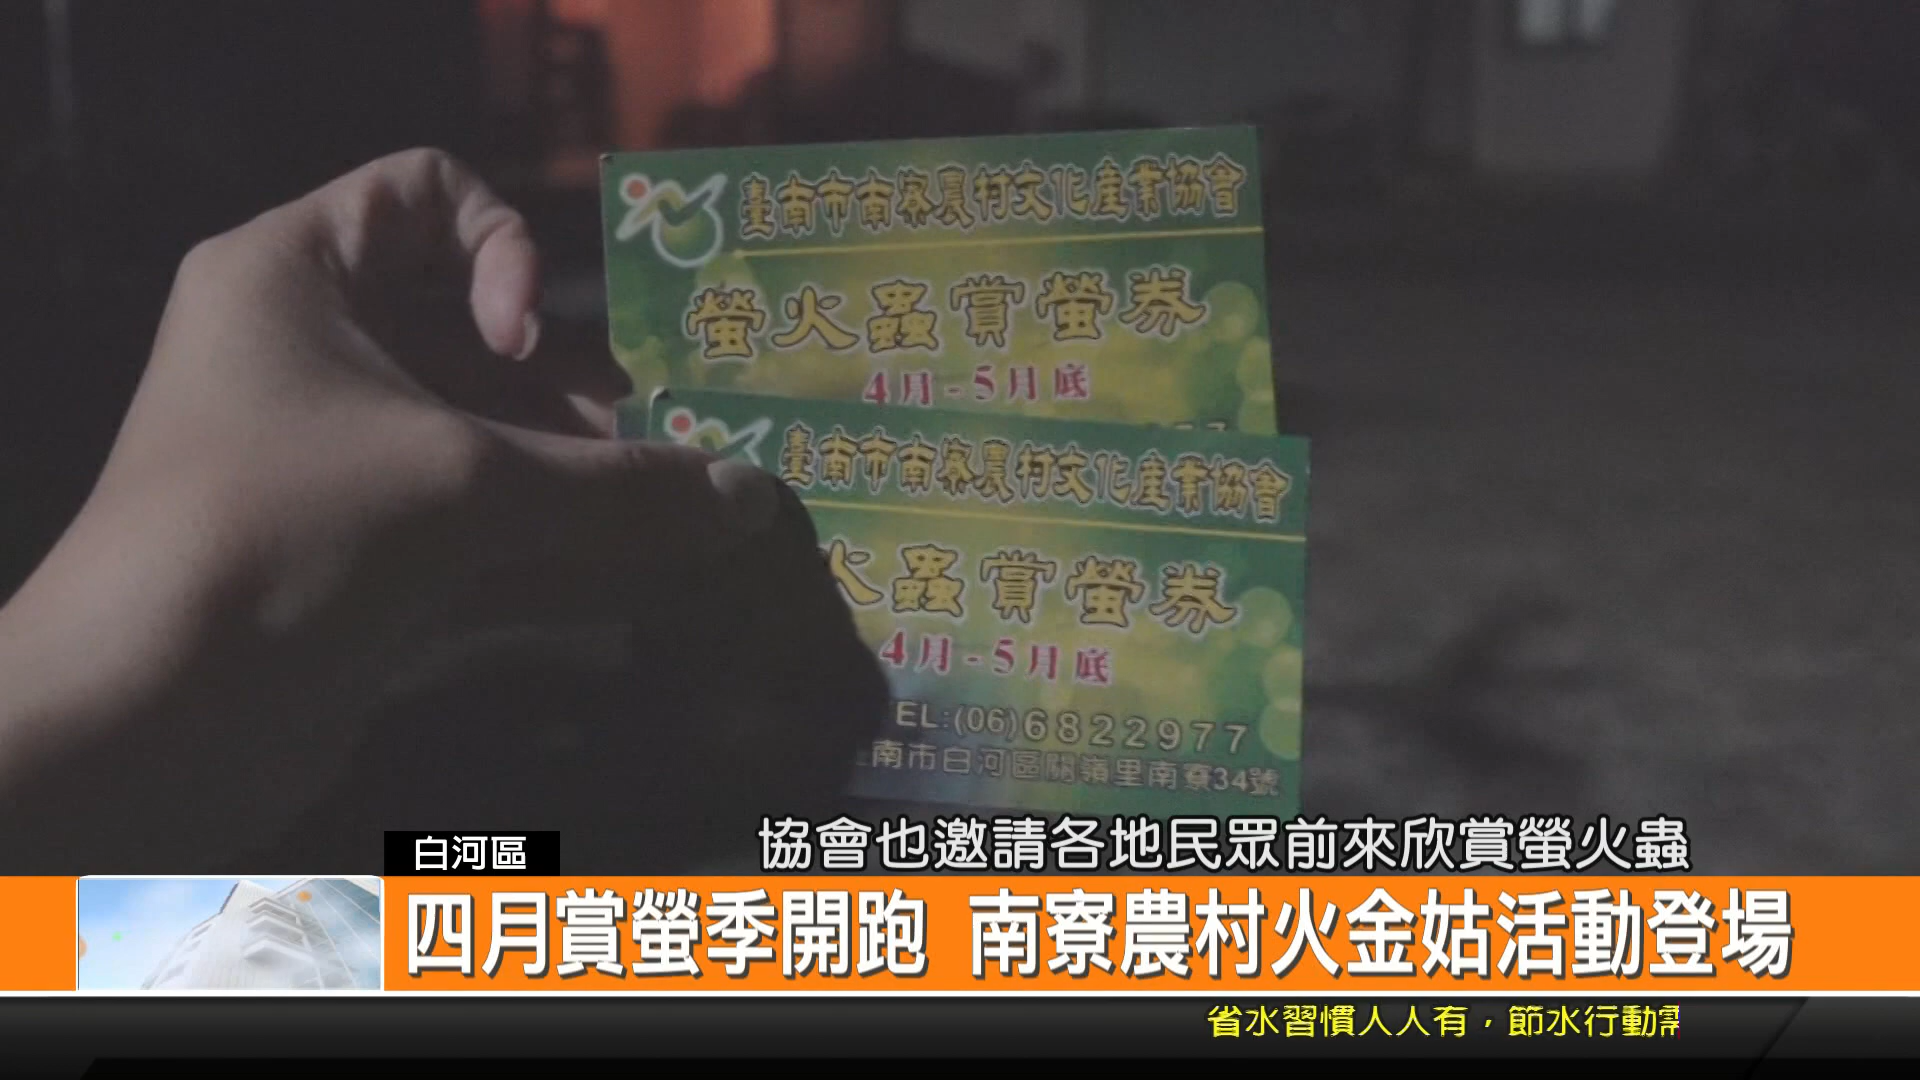 臺南市南寮農村文化產業協會
螢火蟲賞螢券
4月-5月底
臺南市南寮農村文化產業協會
火蟲賞螢券
4月-5月底
TEL:(06)6822977
南市白河區關嶺里南寮34號
協會也邀請各地民眾前來欣賞螢火蟲
白河區
四月賞螢季開跑 南寮農村火金姑活動登場
省水習慣人人有，節水行動